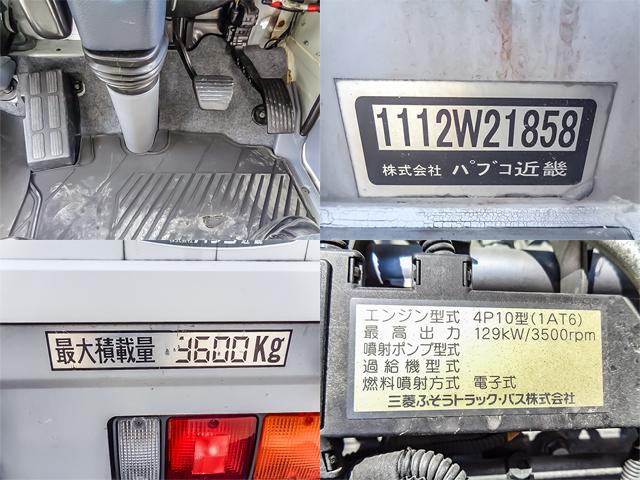 1112W21858
株式会社 パブコ近畿
最大積載量 3600Kg
エンジン型式 4P10型(1AT6)
最高出力 129kW/3500rpm
噴射ポンプ型式
過給機型式
燃料噴射方式 電子式
三菱ふそうトラック・バス株式会社